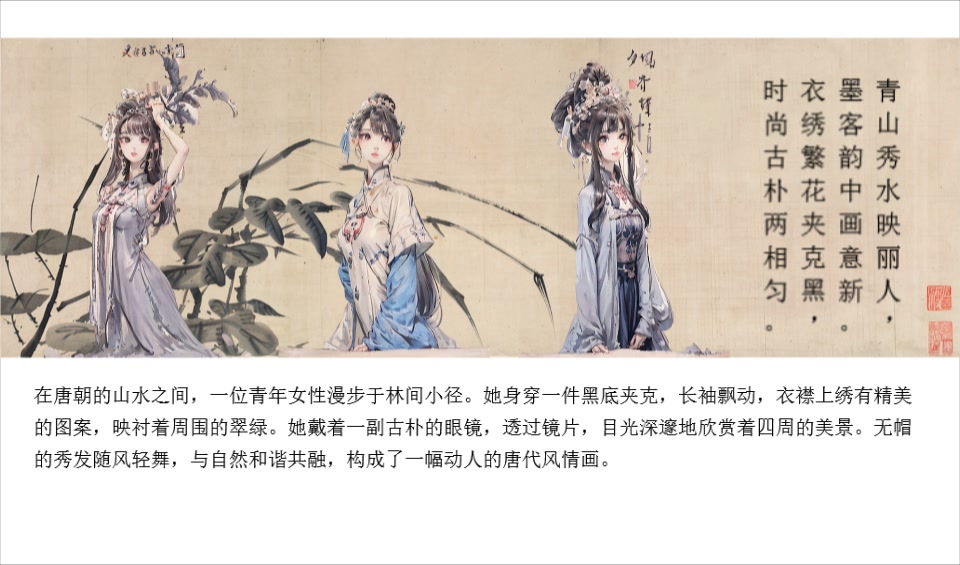 青山秀水映丽人，
墨客韵中画意新。
衣绣繁花夹克黑，
时尚古朴两相匀。
在唐朝的山水之间，一位青年女性漫步于林间小径。她身穿一件黑底夹克，长袖飘动，衣襟上绣有精美
的图案，映衬着周围的翠绿。她戴着一副古朴的眼镜，透过镜片，目光深邃地欣赏着四周的美景。无帽
的秀发随风轻舞，与自然和谐共融，构成了一幅动人的唐代风情画。